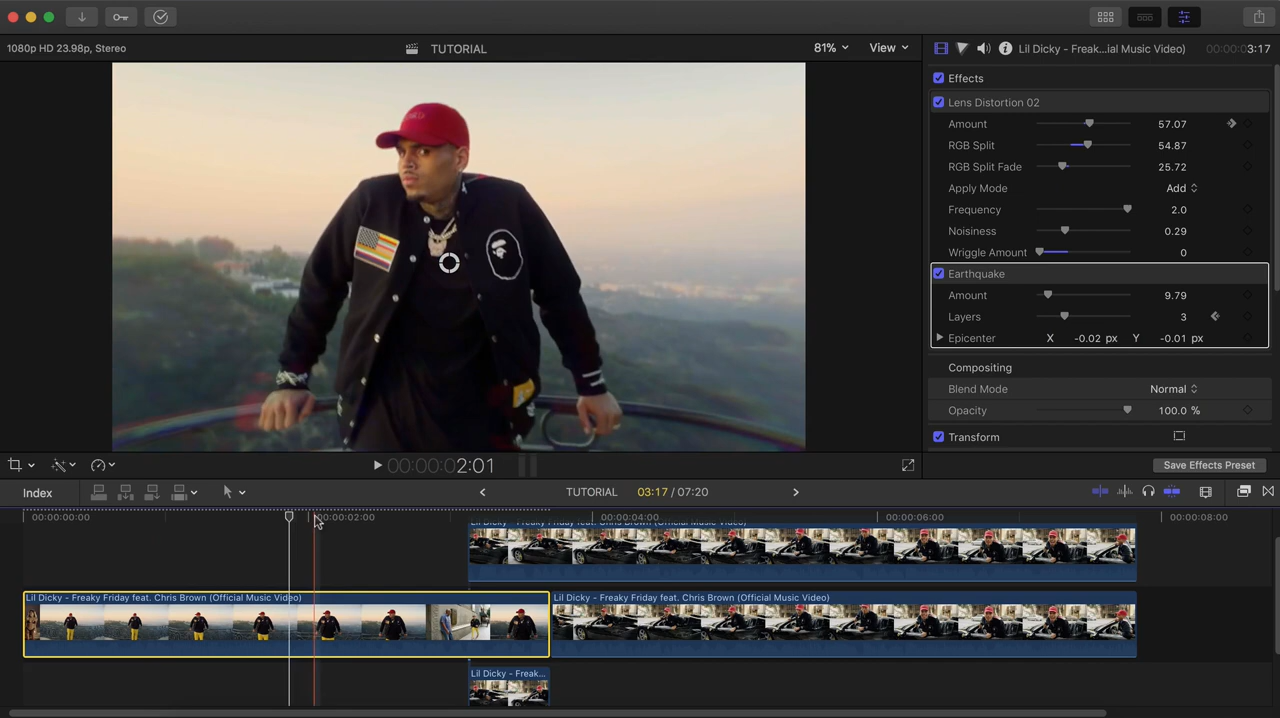 1080p HD 23.98p, Stereo
TUTORIAL
81%
View
Lil Dicky - Freak...ial Music Video)
00:00:03:17
Effects
Lens Distortion 02
Amount 57.07
RGB Split 54.87
RGB Split Fade 25.72
Apply Mode Add
Frequency 2.0
Noisiness 0.29
Wriggle Amount 0
Earthquake
Amount 9.79
Layers 3
Epicenter X -0.02 px Y -0.01 px
Compositing
Blend Mode Normal
Opacity 100.0 %
Transform
00:00:02:01
Save Effects Preset
Index
TUTORIAL
03:17 / 07:20
00:00:00:00
00:00:02:00
00:00:04:00
00:00:06:00
00:00:08:00
Lil Dicky - Freaky Friday feat. Chris Brown (Official Music Video)
Lil Dicky - Freaky Friday feat. Chris Brown (Official Music Video)
Lil Dicky - Freaky Friday feat. Chris Brown (Official Music Video)
Lil Dicky - Freak...